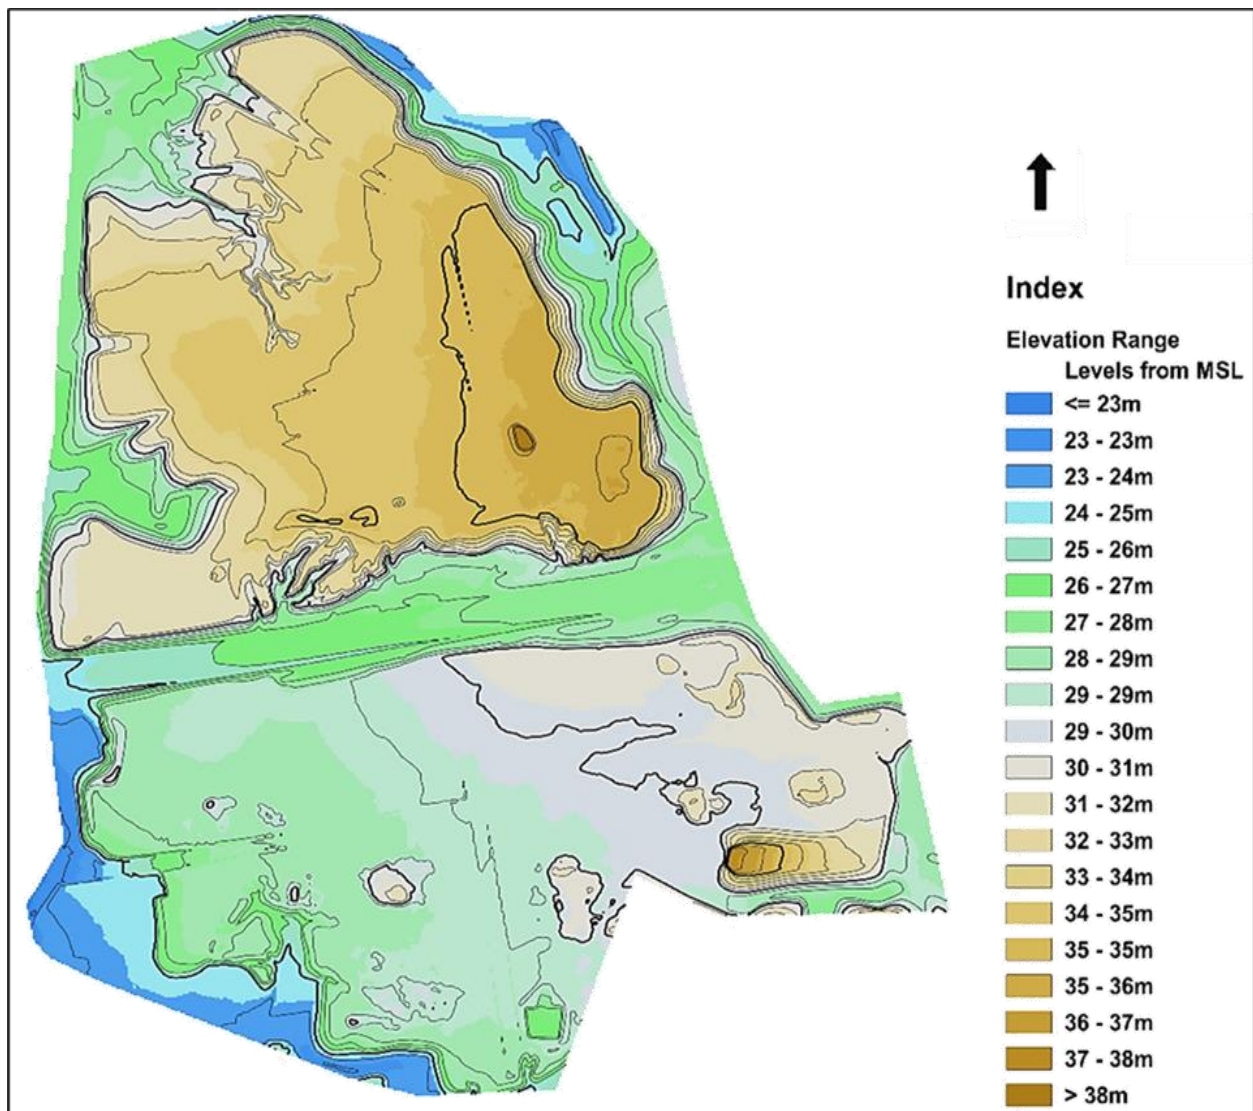 Index
Elevation Range
Levels from MSL
<= 23m
23 - 23m
23 - 24m
24 - 25m
25 - 26m
26 - 27m
27 - 28m
28 - 29m
29 - 29m
29 - 30m
30 - 31m
31 - 32m
32 - 33m
33 - 34m
34 - 35m
35 - 35m
35 - 36m
36 - 37m
37 - 38m
> 38m